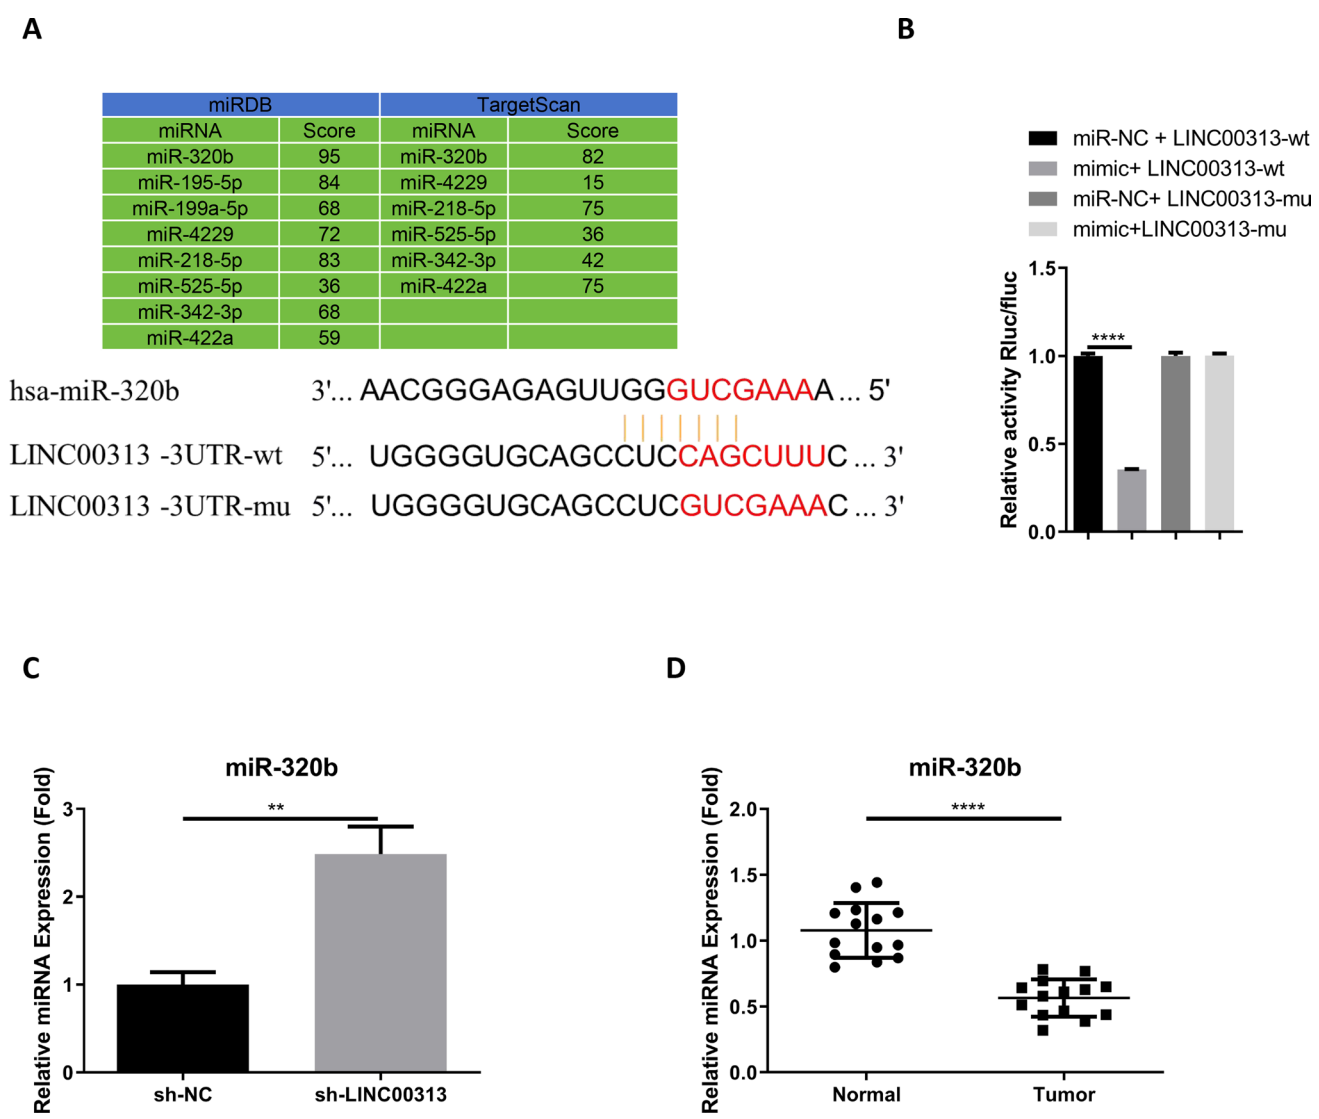 A
miRDB TargetScan
miRNA Score miRNA Score
miR-320b 95 miR-320b 82
miR-195-5p 84 miR-4229 15
miR-199a-5p 68 miR-218-5p 75
miR-4229 72 miR-525-5p 36
miR-218-5p 83 miR-342-3p 42
miR-525-5p 36 miR-422a 75
miR-342-3p 68
miR-422a 59
hsa-miR-320b 3'... AACGGGAGAGUUGGGUCGAAAA ... 5'
LINC00313 -3UTR-wt 5'... UGGGGUGCAGCCUCCAGCUUUC ... 3'
LINC00313 -3UTR-mu 5'... UGGGGUGCAGCCUCGUCGAAAC ... 3'
B
miR-NC + LINC00313-wt
mimic+ LINC00313-wt
miR-NC+ LINC00313-mu
mimic+LINC00313-mu
Relative activity Rluc/fluc
1.5
1.0
0.5
0.0
****
C
miR-320b
Relative miRNA Expression (Fold)
3
2
1
0
**
sh-NC sh-LINC00313
D
miR-320b
Relative miRNA Expression (Fold)
2.0
1.5
1.0
0.5
0.0
****
Normal Tumor